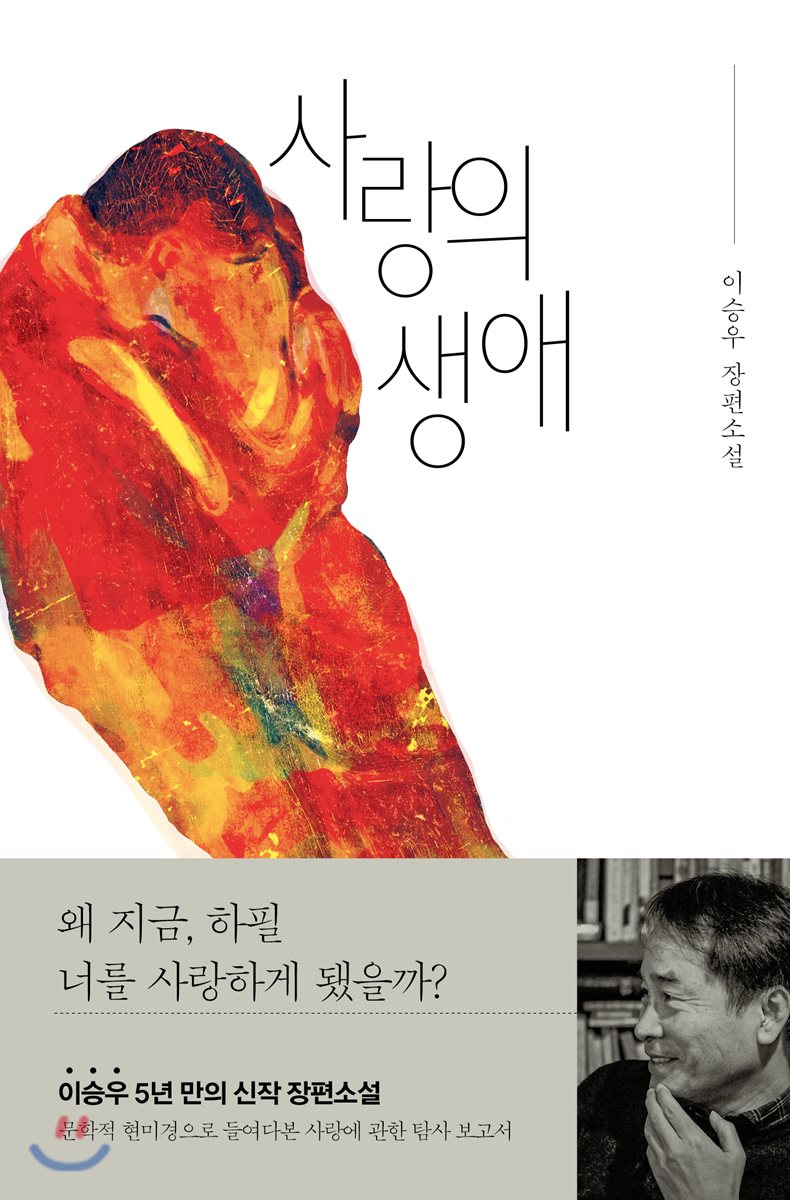 사랑의
생애
이승우 장편소설
왜 지금, 하필
너를 사랑하게 됐을까?
이승우 5년 만의 신작 장편소설
문학적 현미경으로 들여다본 사랑에 관한 탐사 보고서